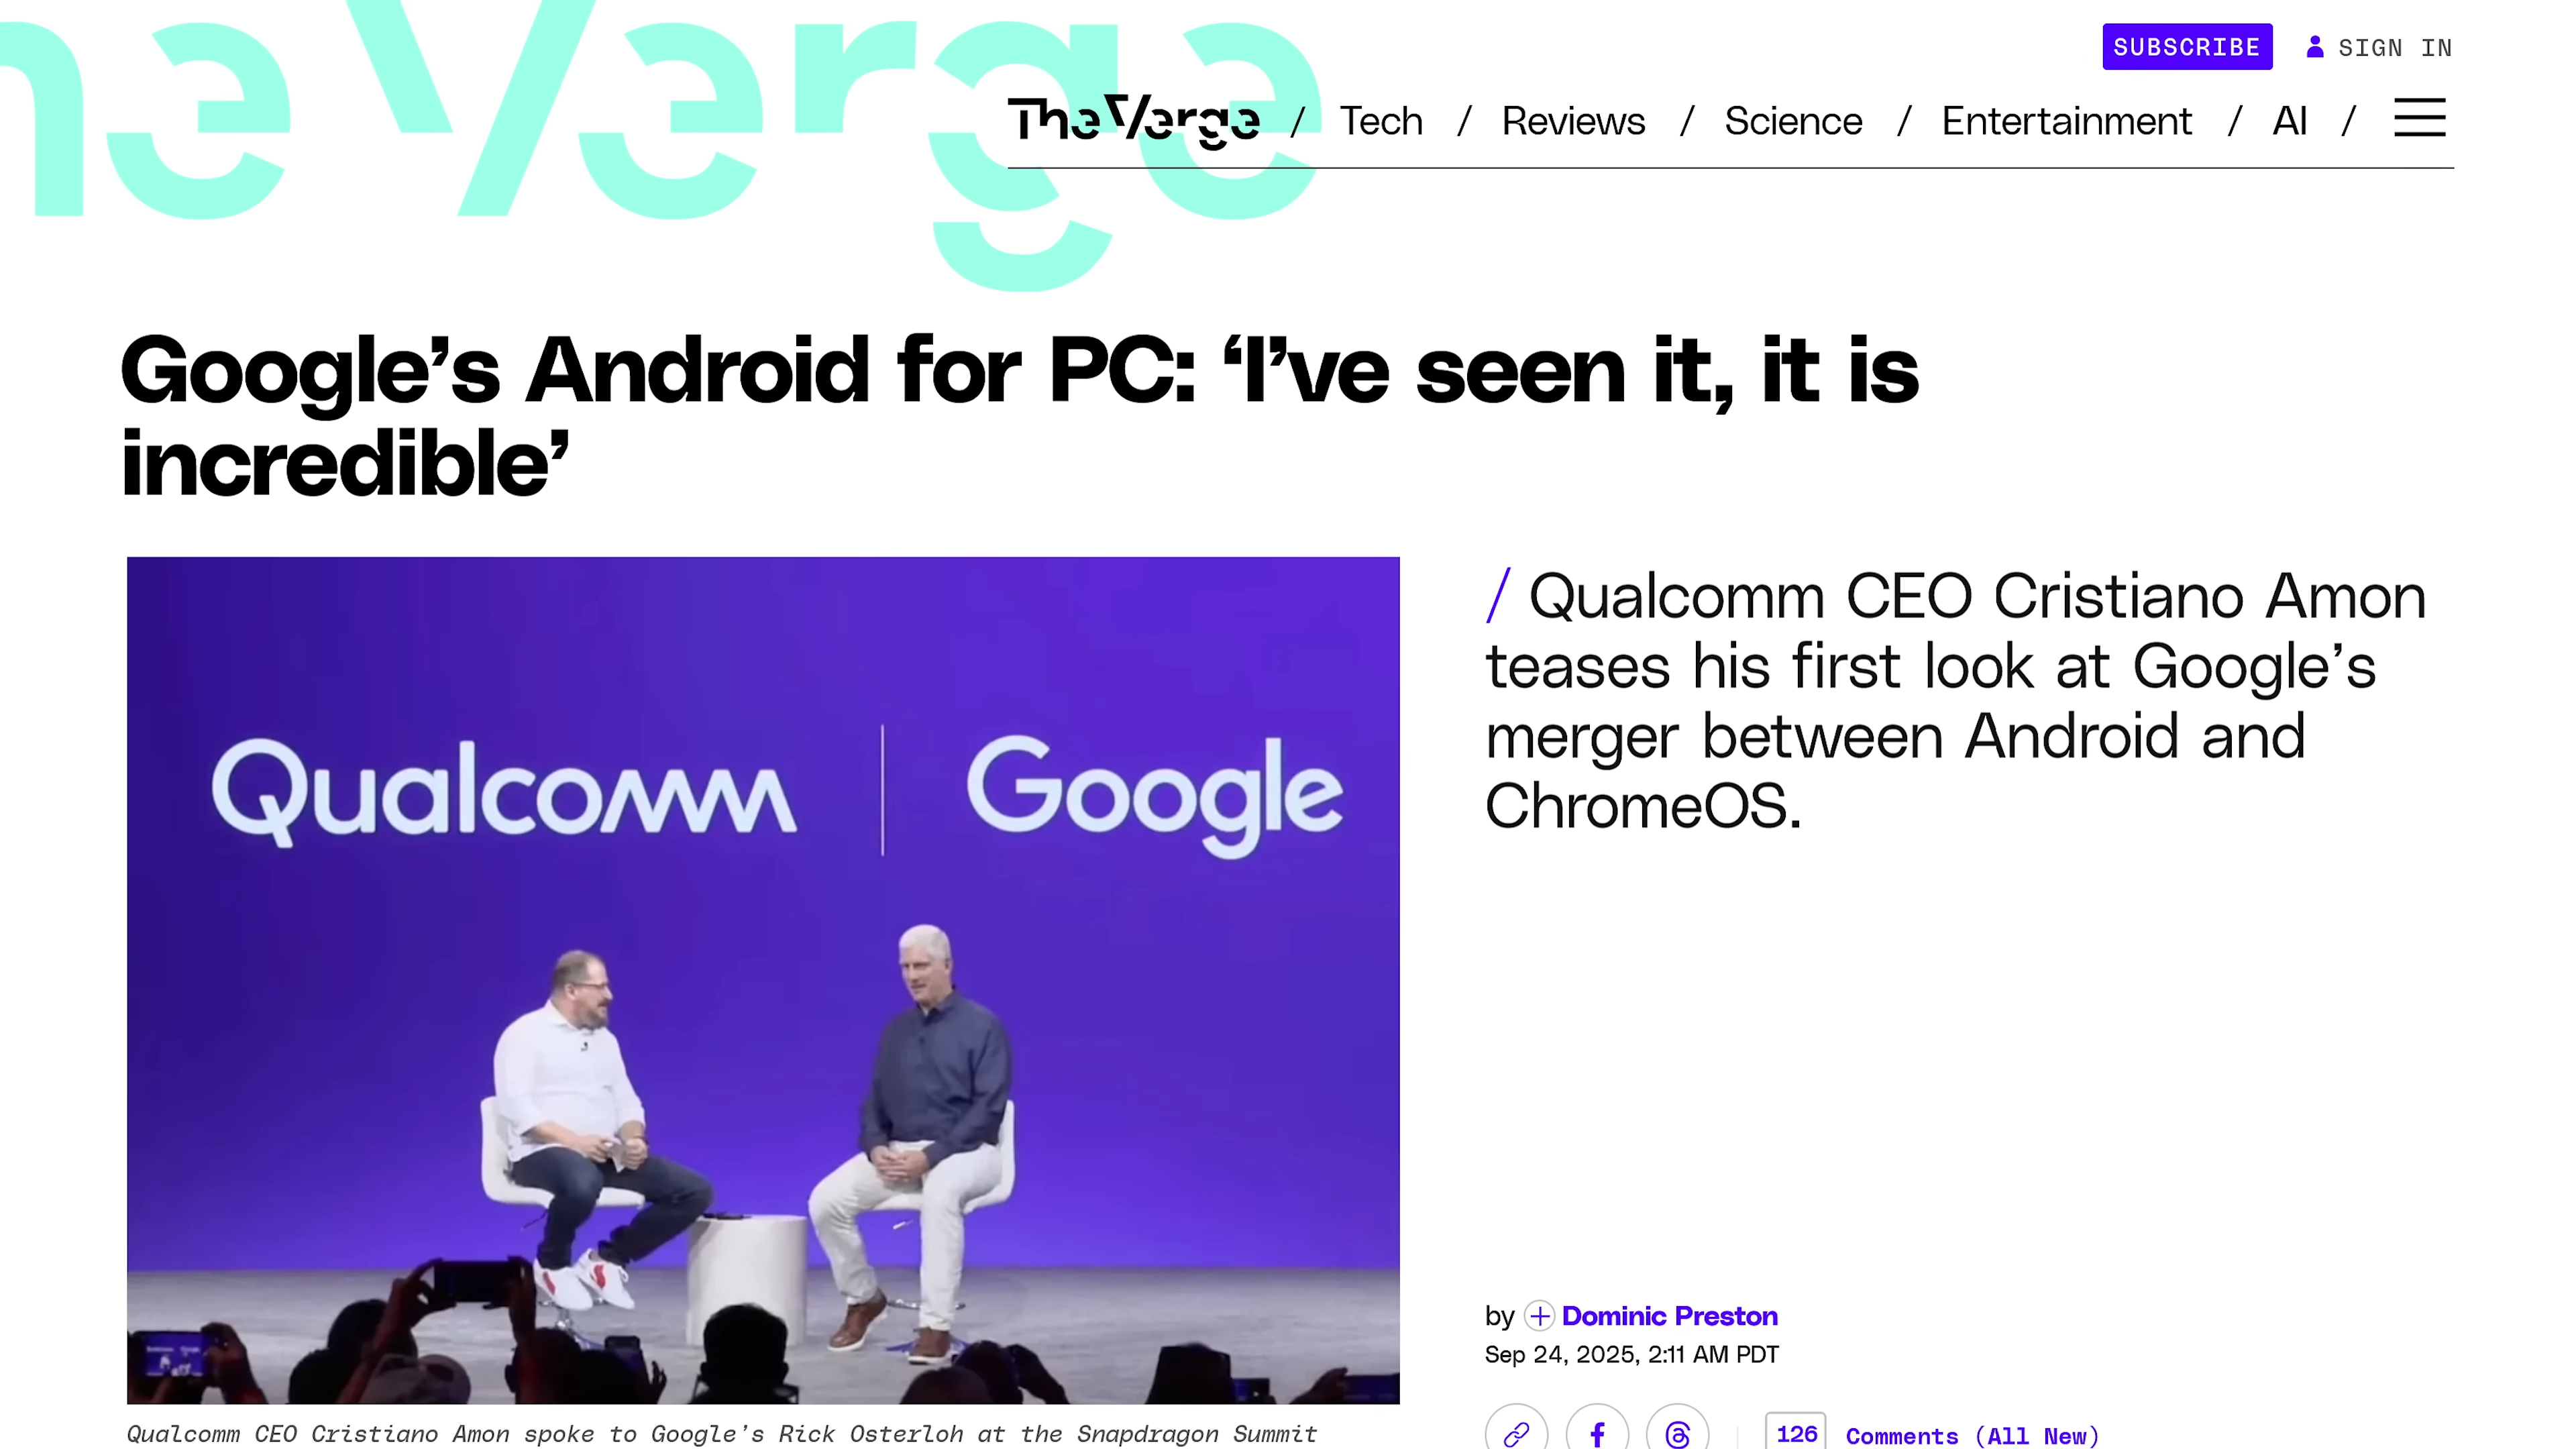 he Verge
SUBSCRIBE SIGN IN
The Verge / Tech / Reviews / Science / Entertainment / AI /
Google’s Android for PC: ‘I’ve seen it, it is
incredible’
Qualcomm | Google
/ Qualcomm CEO Cristiano Amon
teases his first look at Google’s
merger between Android and
ChromeOS.
by Dominic Preston
Sep 24, 2025, 2:11 AM PDT
126 Comments (All New)
Qualcomm CEO Cristiano Amon spoke to Google’s Rick Osterloh at the Snapdragon Summit